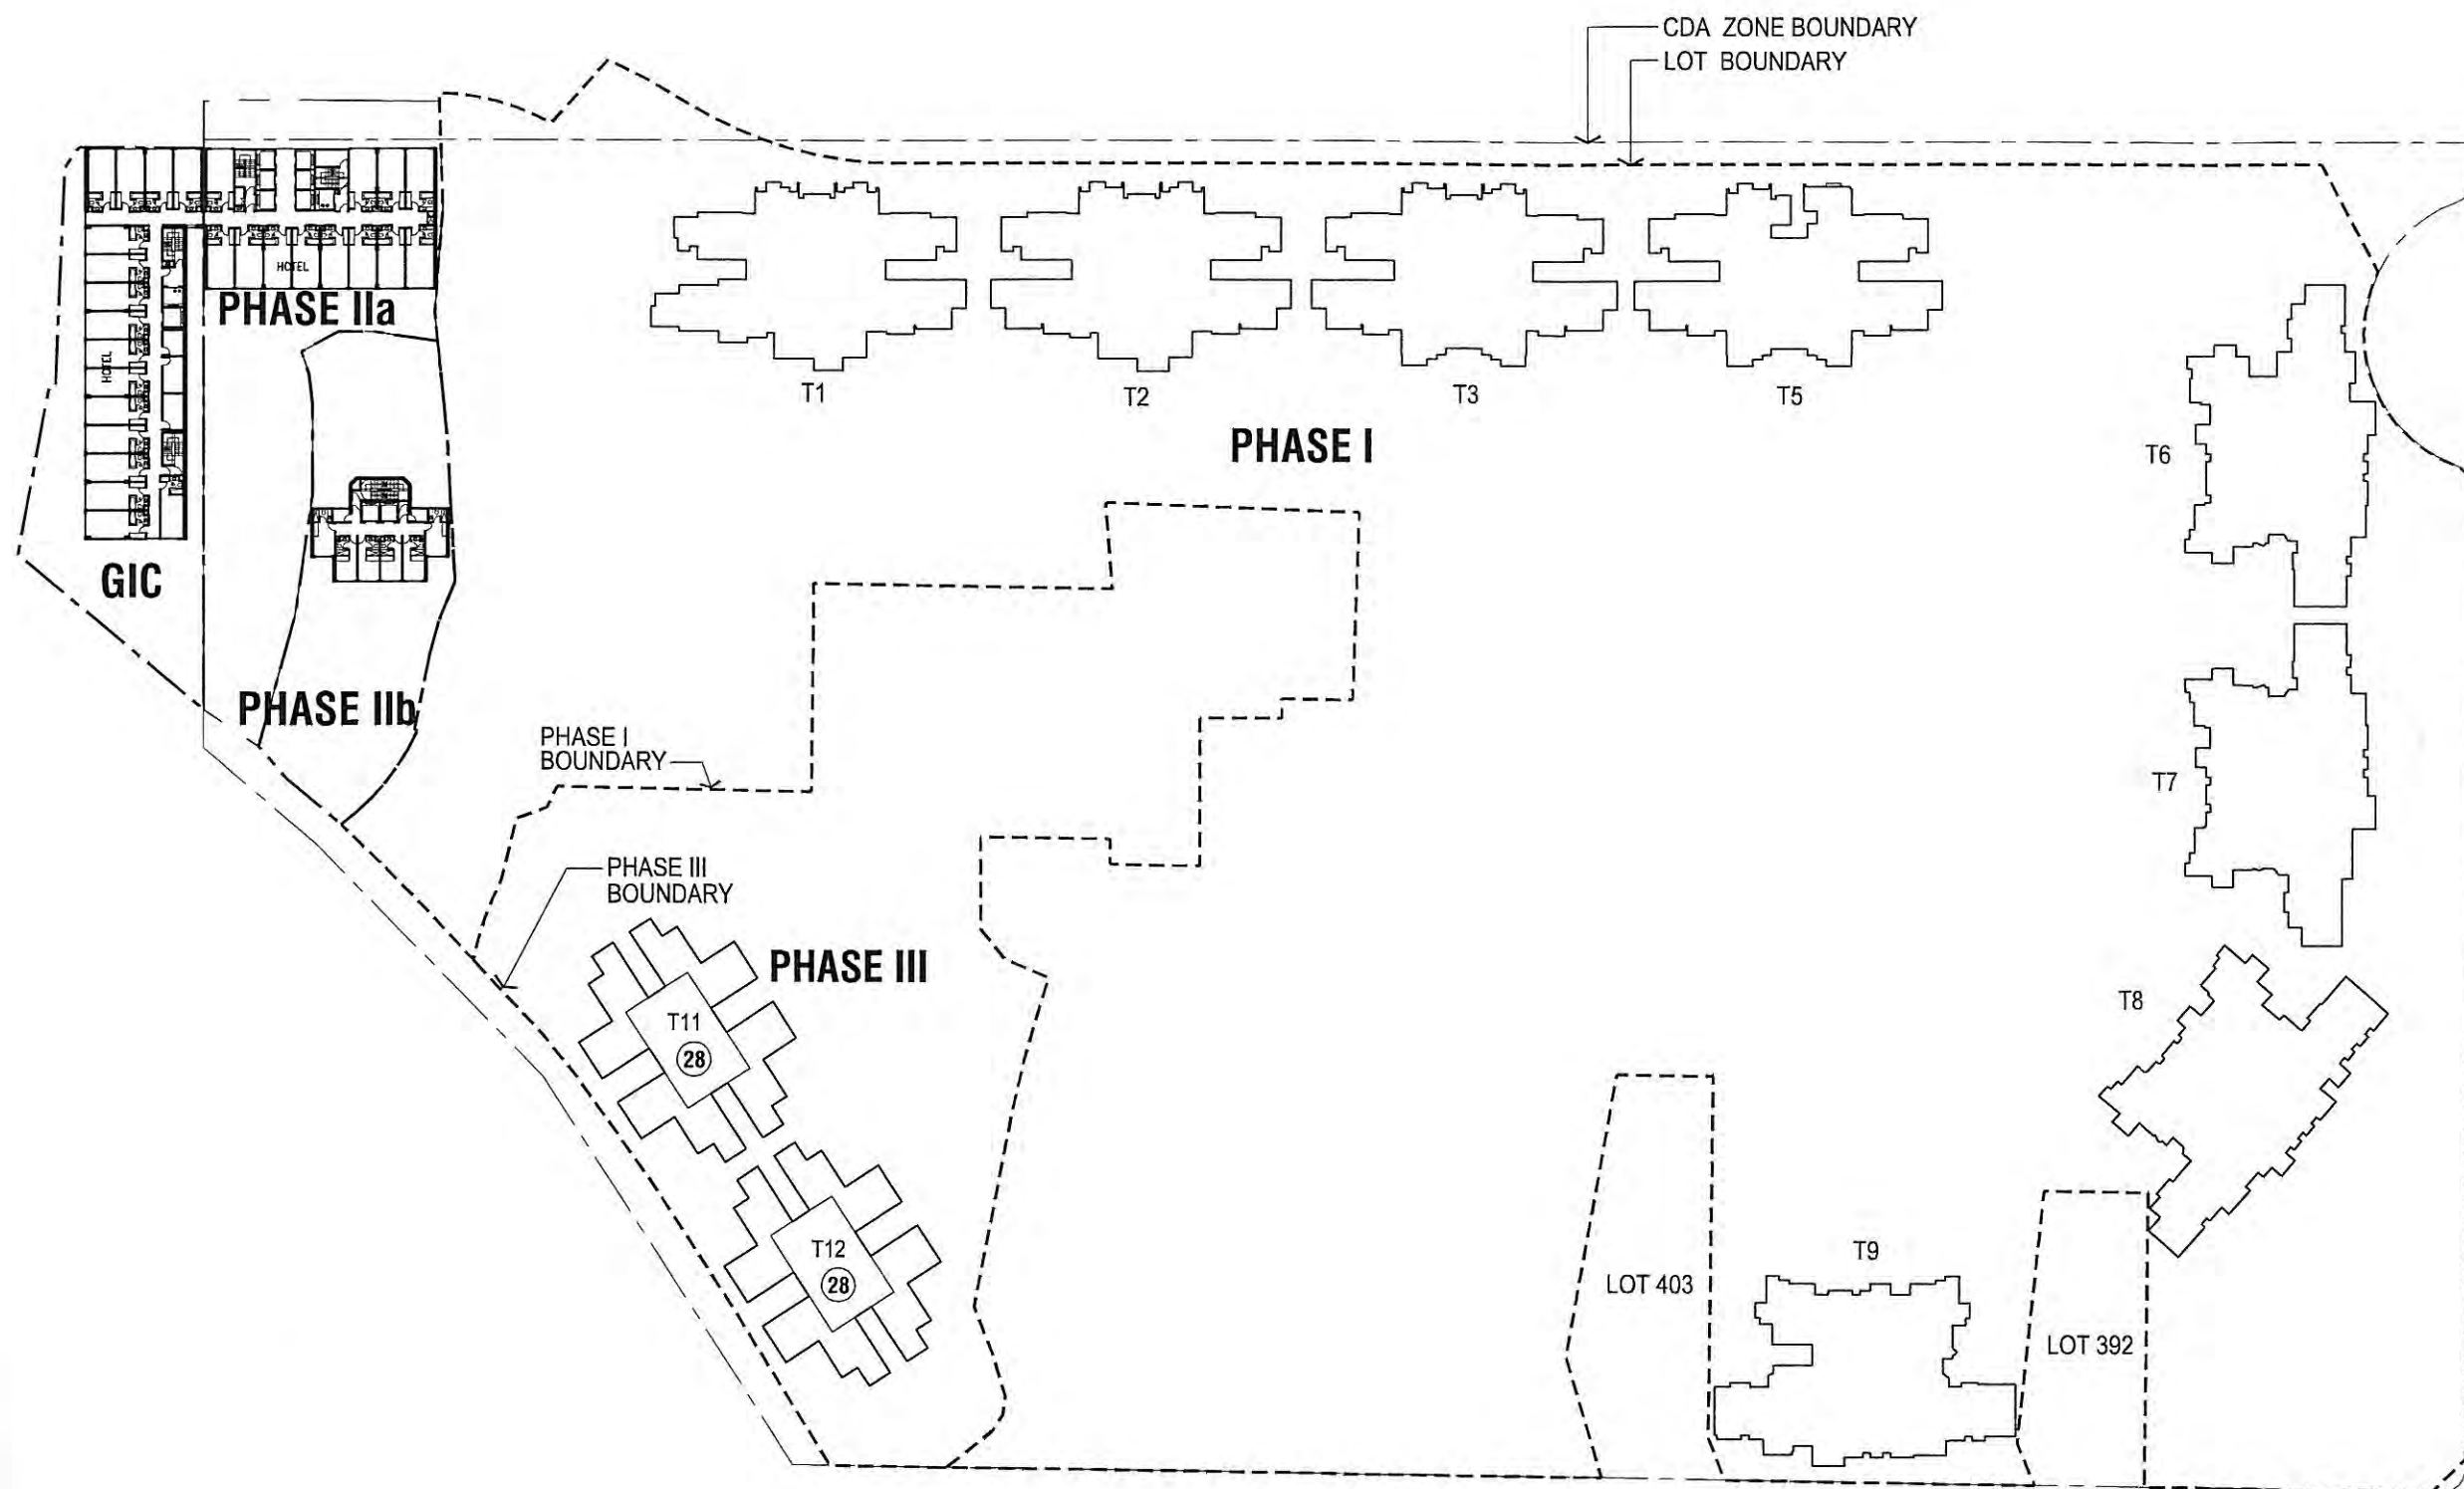 CDA ZONE BOUNDARY
LOT BOUNDARY
HOTEL
PHASE IIa
HOTEL
T1
T2
T3
T5
PHASE I
T6
GIC
PHASE IIb
PHASE I
BOUNDARY
T7
PHASE III
BOUNDARY
PHASE III
T8
T11
28
T12
28
T9
LOT 403
LOT 392